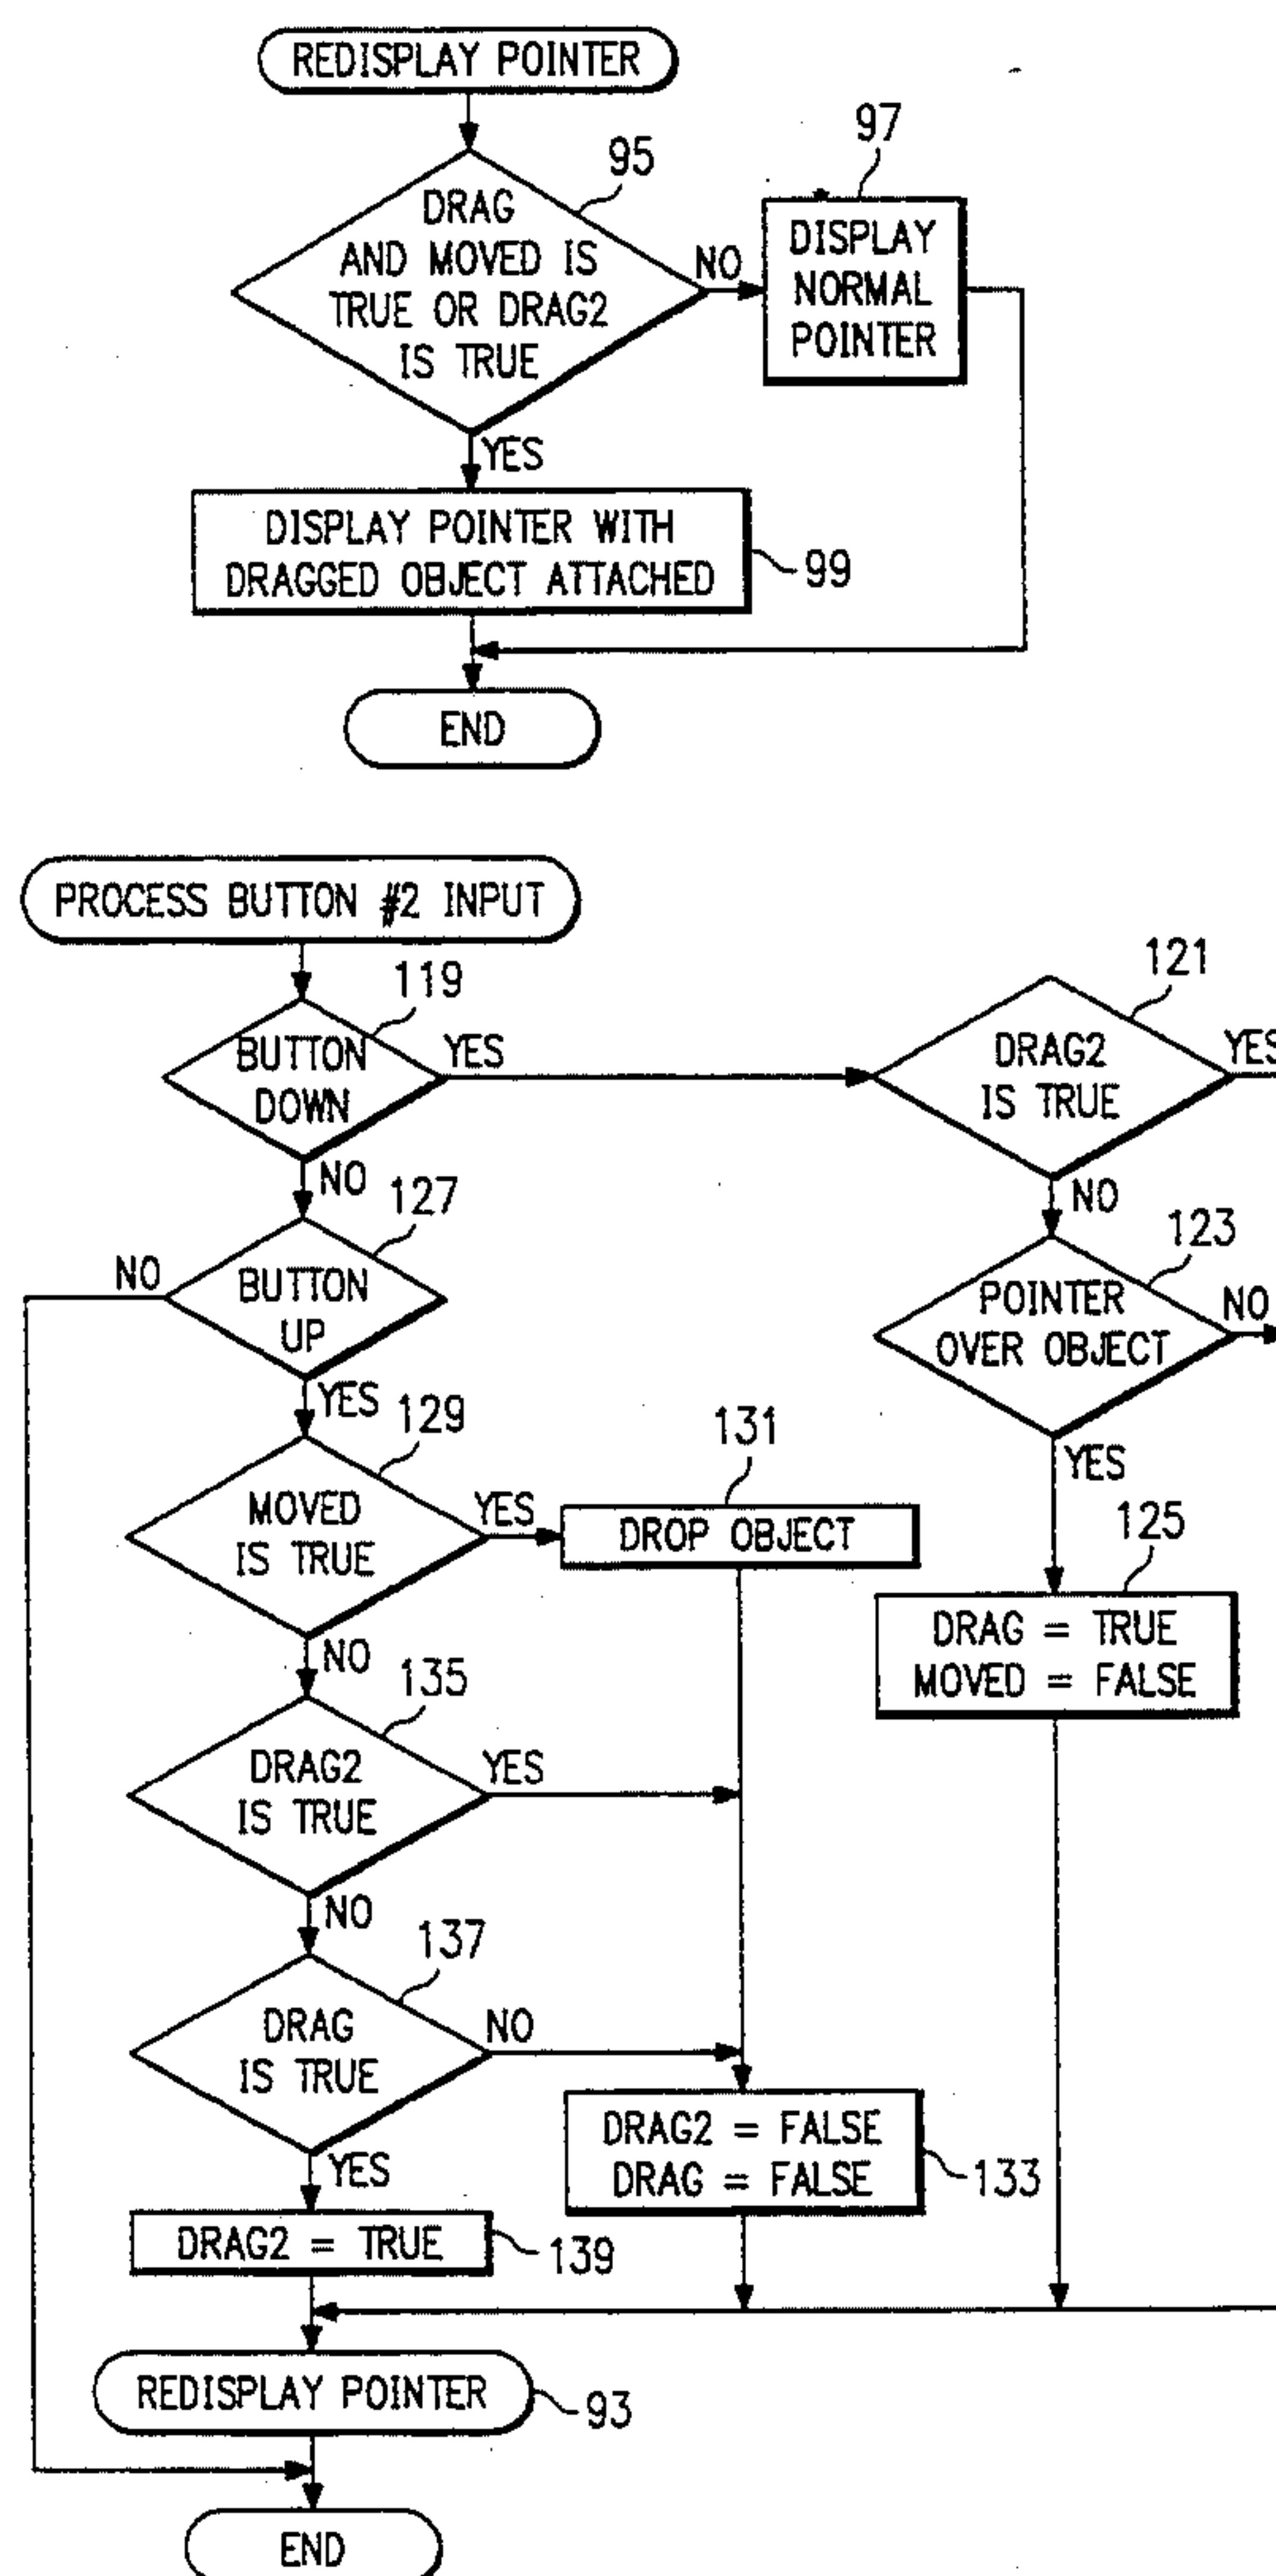 REDISPLAY POINTER
95
97
DRAG
AND MOVED IS
TRUE OR DRAG2
IS TRUE
NO
DISPLAY
NORMAL
POINTER
YES
DISPLAY POINTER WITH
DRAGGED OBJECT ATTACHED
99
END
PROCESS BUTTON #2 INPUT
119
BUTTON
DOWN
YES
121
DRAG2
IS TRUE
YES
NO
NO
127
BUTTON
UP
NO
123
POINTER
OVER OBJECT
NO
YES
YES
129
MOVED
IS TRUE
YES
131
DROP OBJECT
125
DRAG = TRUE
MOVED = FALSE
NO
135
DRAG2
IS TRUE
YES
NO
137
DRAG
IS TRUE
NO
YES
DRAG2 = FALSE
DRAG = FALSE
133
DRAG2 = TRUE
139
REDISPLAY POINTER
93
END